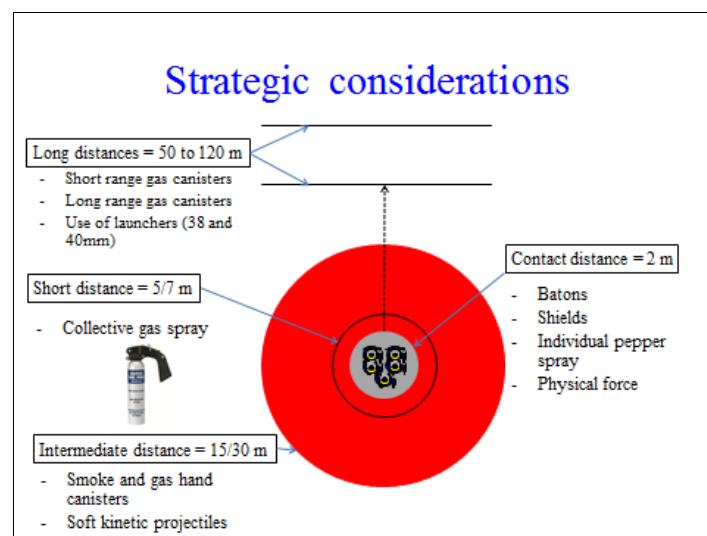 Strategic considerations
Long distances = 50 to 120 m
- Short range gas canisters
- Long range gas canisters
- Use of launchers (38 and
40mm)
Contact distance = 2 m
- Batons
- Shields
- Individual pepper
spray
- Physical force
Short distance = 5/7 m
- Collective gas spray
Intermediate distance = 15/30 m
- Smoke and gas hand
canisters
- Soft kinetic projectiles